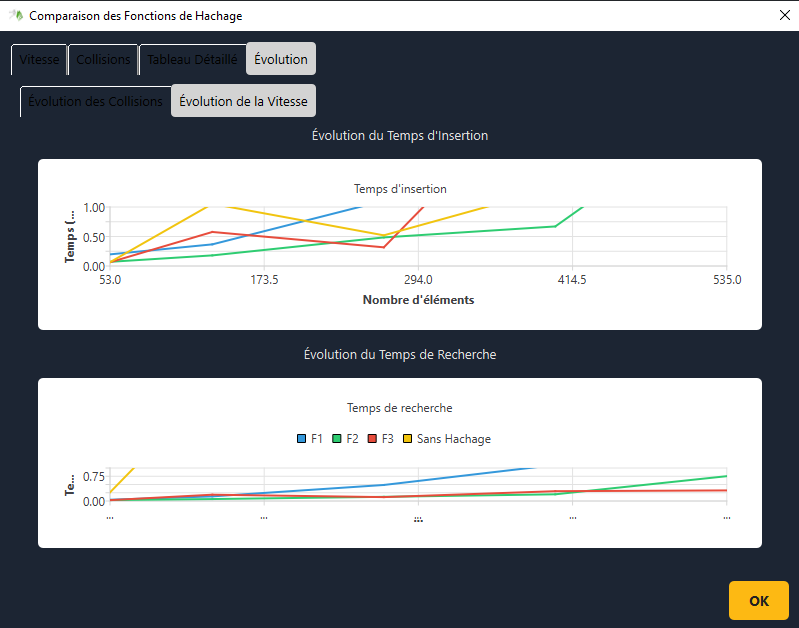 Comparaison des Fonctions de Hachage
Vitesse Collisions Tableau Détaillé Évolution
Évolution des Collisions Évolution de la Vitesse
Évolution du Temps d'Insertion
Temps d'insertion
Temps (...
1.00
0.50
0.00
53.0 173.5 294.0 414.5 535.0
Nombre d'éléments
Évolution du Temps de Recherche
Temps de recherche
F1 F2 F3 Sans Hachage
Te...
0.75
0.00
... ... ... ... ...
OK